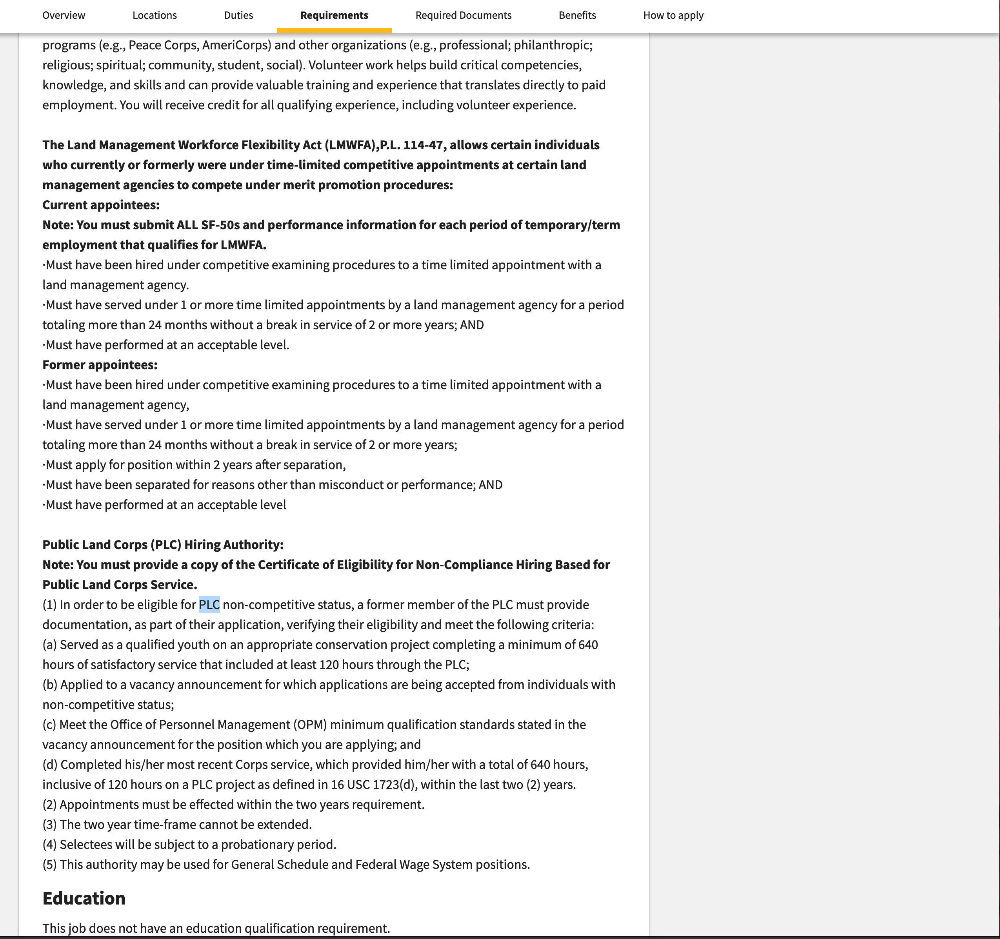 Overview Locations Duties Requirements Required Documents Benefits How to apply
programs (e.g., Peace Corps, AmeriCorps) and other organizations (e.g., professional; philanthropic;
religious; spiritual; community, student, social). Volunteer work helps build critical competencies,
knowledge, and skills and can provide valuable training and experience that translates directly to paid
employment. You will receive credit for all qualifying experience, including volunteer experience.
The Land Management Workforce Flexibility Act (LMWFA),P.L. 114-47, allows certain individuals
who currently or formerly were under time-limited competitive appointments at certain land
management agencies to compete under merit promotion procedures:
Current appointees:
Note: You must submit ALL SF-50s and performance information for each period of temporary/term
employment that qualifies for LMWFA.
·Must have been hired under competitive examining procedures to a time limited appointment with a
land management agency.
·Must have served under 1 or more time limited appointments by a land management agency for a period
totaling more than 24 months without a break in service of 2 or more years; AND
·Must have performed at an acceptable level.
Former appointees:
·Must have been hired under competitive examining procedures to a time limited appointment with a
land management agency,
·Must have served under 1 or more time limited appointments by a land management agency for a period
totaling more than 24 months without a break in service of 2 or more years;
·Must apply for position within 2 years after separation,
·Must have been separated for reasons other than misconduct or performance; AND
·Must have performed at an acceptable level
Public Land Corps (PLC) Hiring Authority:
Note: You must provide a copy of the Certificate of Eligibility for Non-Compliance Hiring Based for
Public Land Corps Service.
(1) In order to be eligible for PLC non-competitive status, a former member of the PLC must provide
documentation, as part of their application, verifying their eligibility and meet the following criteria:
(a) Served as a qualified youth on an appropriate conservation project completing a minimum of 640
hours of satisfactory service that included at least 120 hours through the PLC;
(b) Applied to a vacancy announcement for which applications are being accepted from individuals with
non-competitive status;
(c) Meet the Office of Personnel Management (OPM) minimum qualification standards stated in the
vacancy announcement for the position which you are applying; and
(d) Completed his/her most recent Corps service, which provided him/her with a total of 640 hours,
inclusive of 120 hours on a PLC project as defined in 16 USC 1723(d), within the last two (2) years.
(2) Appointments must be effected within the two years requirement.
(3) The two year time-frame cannot be extended.
(4) Selectees will be subject to a probationary period.
(5) This authority may be used for General Schedule and Federal Wage System positions.
Education
This job does not have an education qualification requirement.